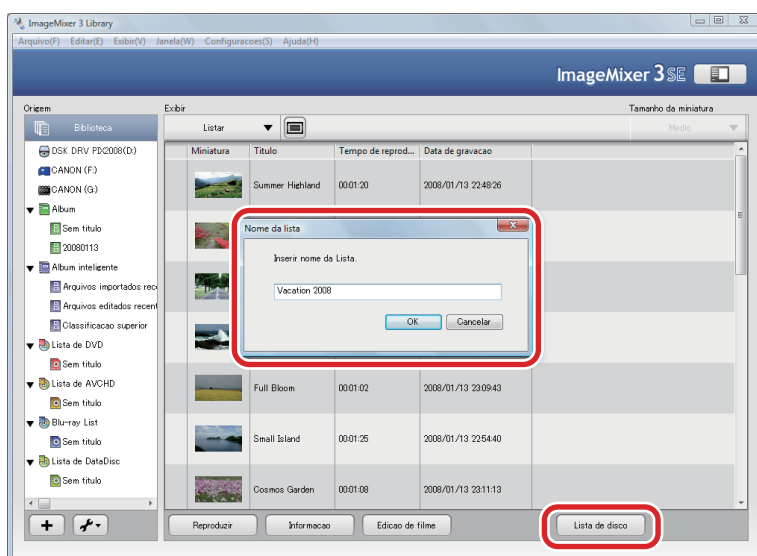 ImageMixer 3 Library
Arquivo(F) Editar(E) Exibir(V) Janela(W) Configuracoes(S) Ajuda(H)
ImageMixer 3 SE
Origem Exibir Tamanho da miniatura
Biblioteca Listar Medio
DSK DRV PDX2008(D:)
CANON (F:)
CANON (G:)
Album
Sem titulo
20080113
Album inteligente
Arquivos importados rec
Arquivos editados recent
Classificacao superior
Lista de DVD
Sem titulo
Lista de AVCHD
Sem titulo
Blu-ray List
Sem titulo
Lista de DataDisc
Sem titulo
Miniatura Titulo Tempo de reprod... Data de gravacao
Summer Highland 00:01:20 2008/01/13 22:48:26
Nome da lista
Inserir nome da Lista.
Vacation 2008
OK Cancelar
Full Bloom 00:01:02 2008/01/13 23:09:43
Small Island 00:01:25 2008/01/13 22:54:40
Cosmos Garden 00:01:08 2008/01/13 23:11:13
Reproduzir Informacao Edicao de filme Lista de disco